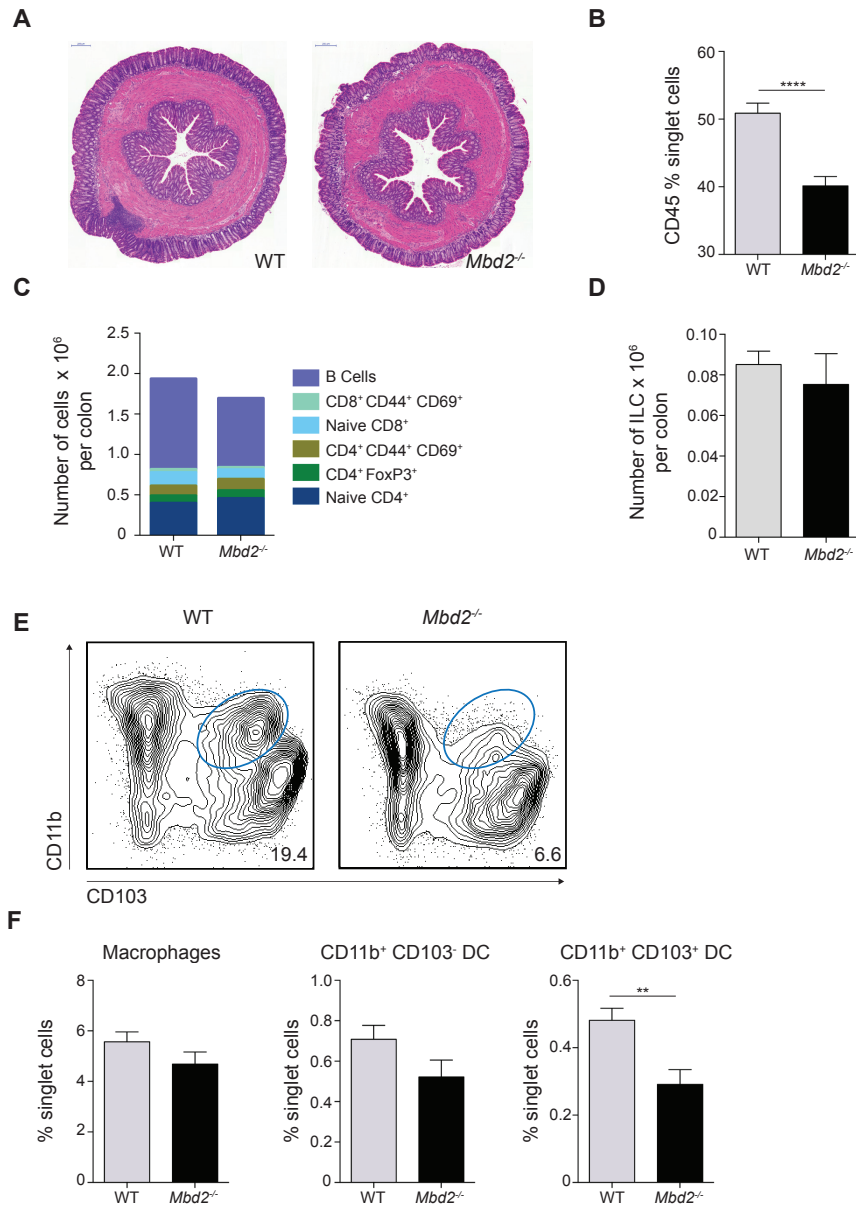 A
WT
Mbd2-/-
B
CD45 % singlet cells
60
50
40
30
****
WT
Mbd2-/-
C
Number of cells x 10⁶
per colon
2.5
2.0
1.5
1.0
0.5
0
WT
Mbd2-/-
B Cells
CD8⁺ CD44⁺ CD69⁺
Naive CD8⁺
CD4⁺ CD44⁺ CD69⁺
CD4⁺ FoxP3⁺
Naive CD4⁺
D
Number of ILC x 10⁶
per colon
0.10
0.08
0.06
0.04
0.02
0
WT
Mbd2-/-
E
WT
Mbd2-/-
CD11b
19.4
6.6
CD103
F
Macrophages
% singlet cells
8
6
4
2
0
WT
Mbd2-/-
CD11b⁺ CD103⁻ DC
% singlet cells
1.0
0.8
0.6
0.4
0.2
0
WT
Mbd2-/-
CD11b⁺ CD103⁺ DC
% singlet cells
0.6
0.4
0.2
0
**
WT
Mbd2-/-